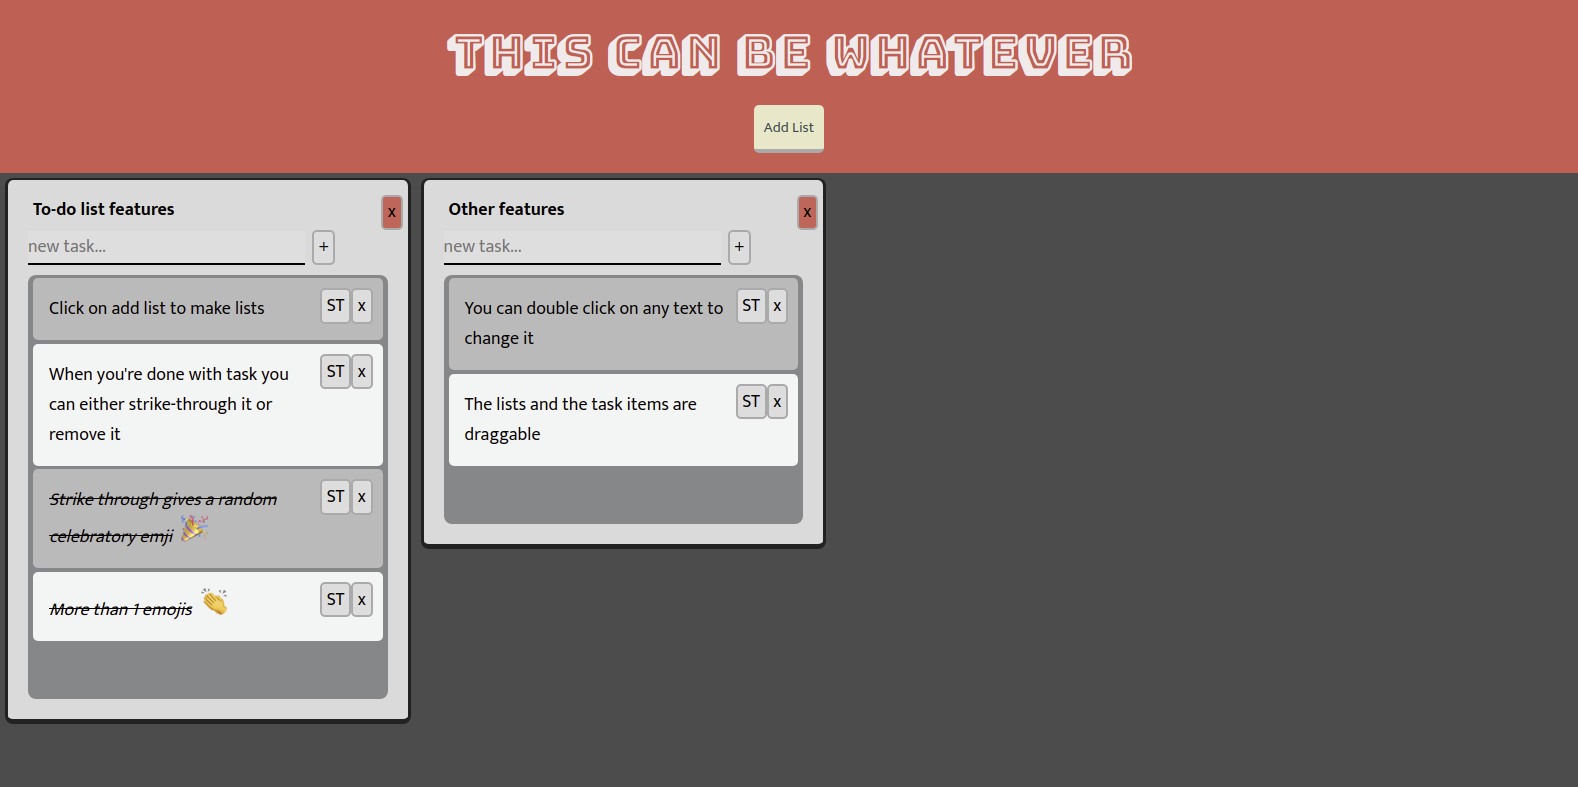 THIS CAN BE WHATEVER
Add List
To-do list features
x
new task...
+
Click on add list to make lists
ST
x
When you're done with task you
can either strike-through it or
remove it
ST
x
Strike through gives a random
celebratory emji 🎉
ST
x
More than 1 emojis 👏
ST
x
Other features
x
new task...
+
You can double click on any text to
change it
ST
x
The lists and the task items are
draggable
ST
x